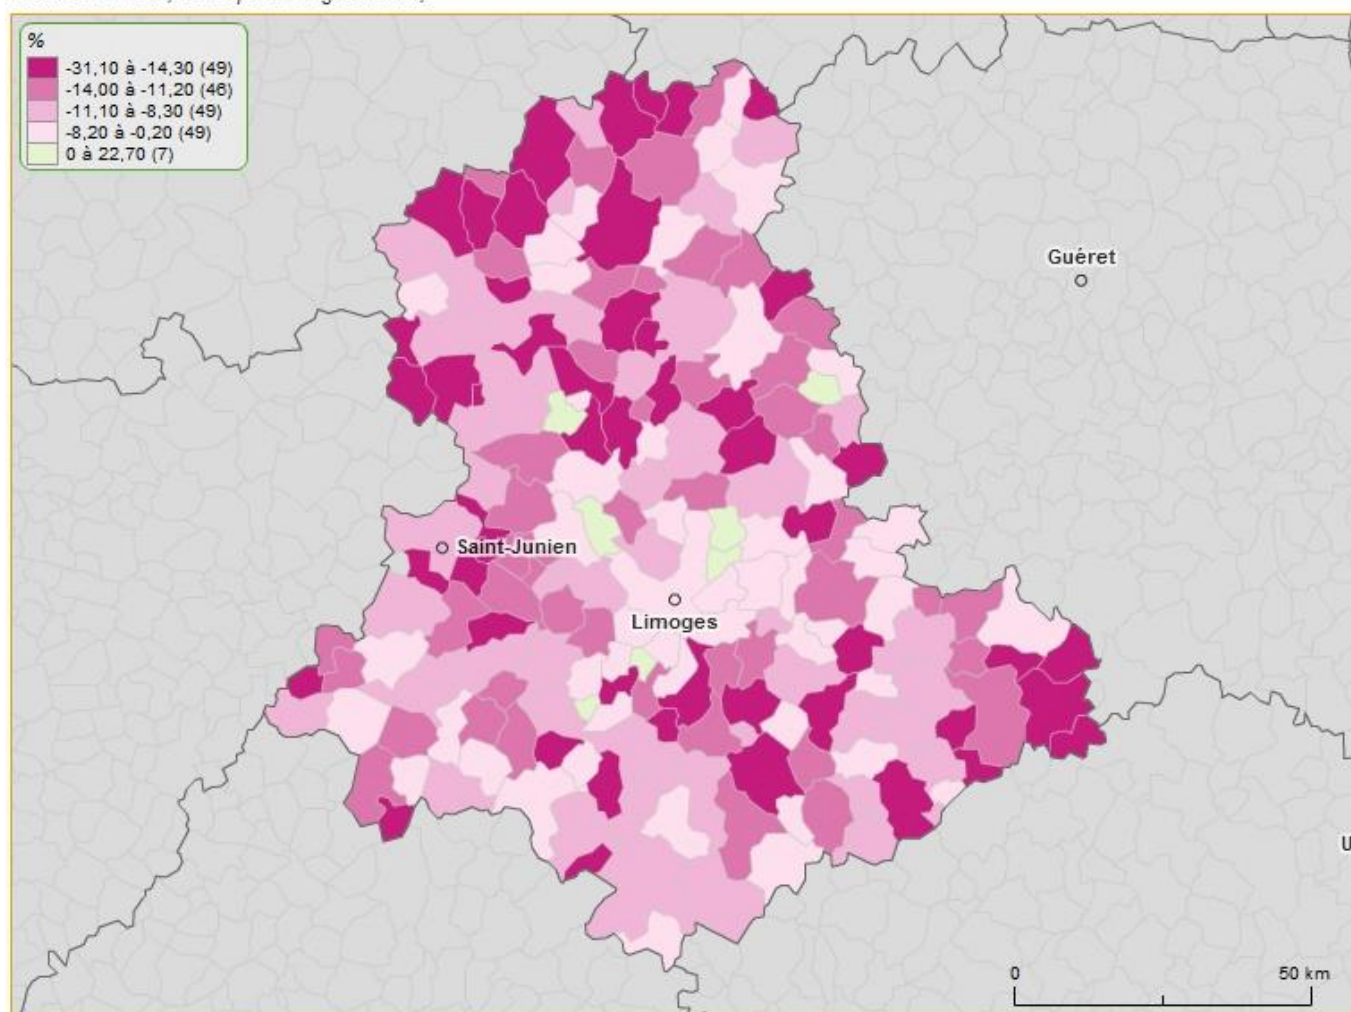 %
-31,10 à -14,30 (49)
-14,00 à -11,20 (46)
-11,10 à -8,30 (49)
-8,20 à -0,20 (49)
0 à 22,70 (7)
Guéret
Saint-Junien
Limoges
U
0 50 km